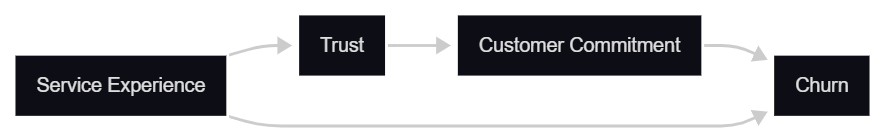 Trust
Customer Commitment
Service Experience
Churn